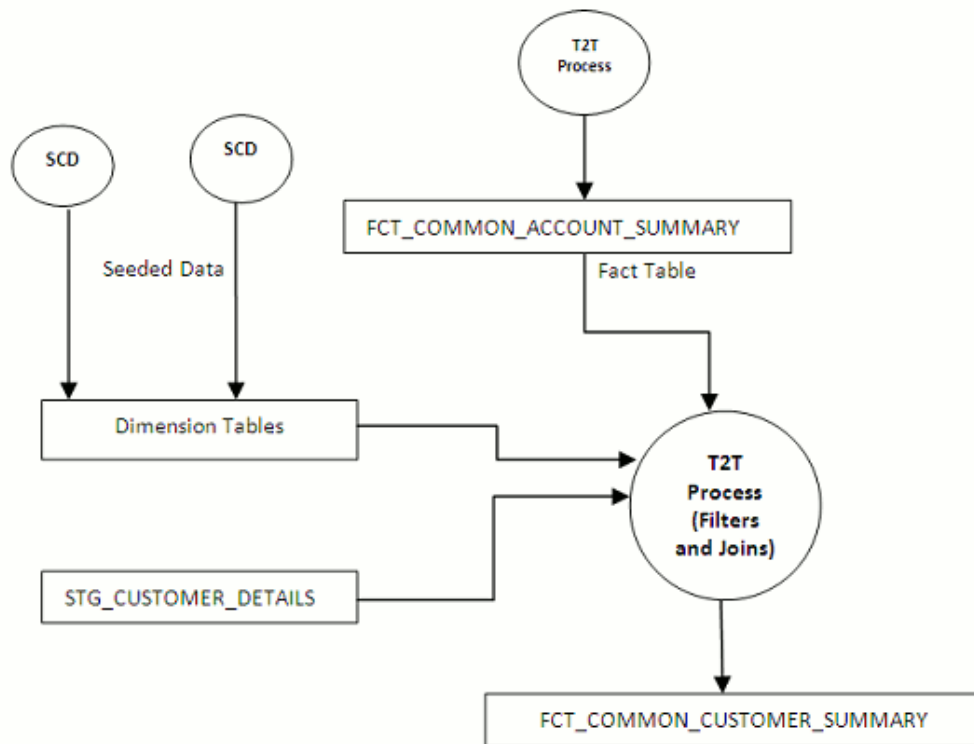 T2T
Process
SCD
SCD
FCT_COMMON_ACCOUNT_SUMMARY
Seeded Data
Fact Table
Dimension Tables
T2T
Process
(Filters
and Joins)
STG_CUSTOMER_DETAILS
FCT_COMMON_CUSTOMER_SUMMARY